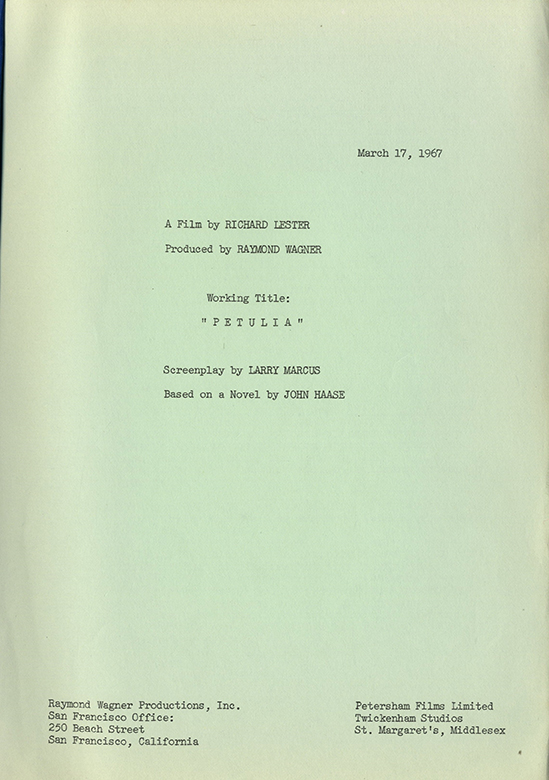 March 17, 1967
A Film by RICHARD LESTER
Produced by RAYMOND WAGNER
Working Title:
" P E T U L I A "
Screenplay by LARRY MARCUS
Based on a Novel by JOHN HAASE
Raymond Wagner Productions, Inc.
San Francisco Office:
250 Beach Street
San Francisco, California
Petersham Films Limited
Twickenham Studios
St. Margaret's, Middlesex